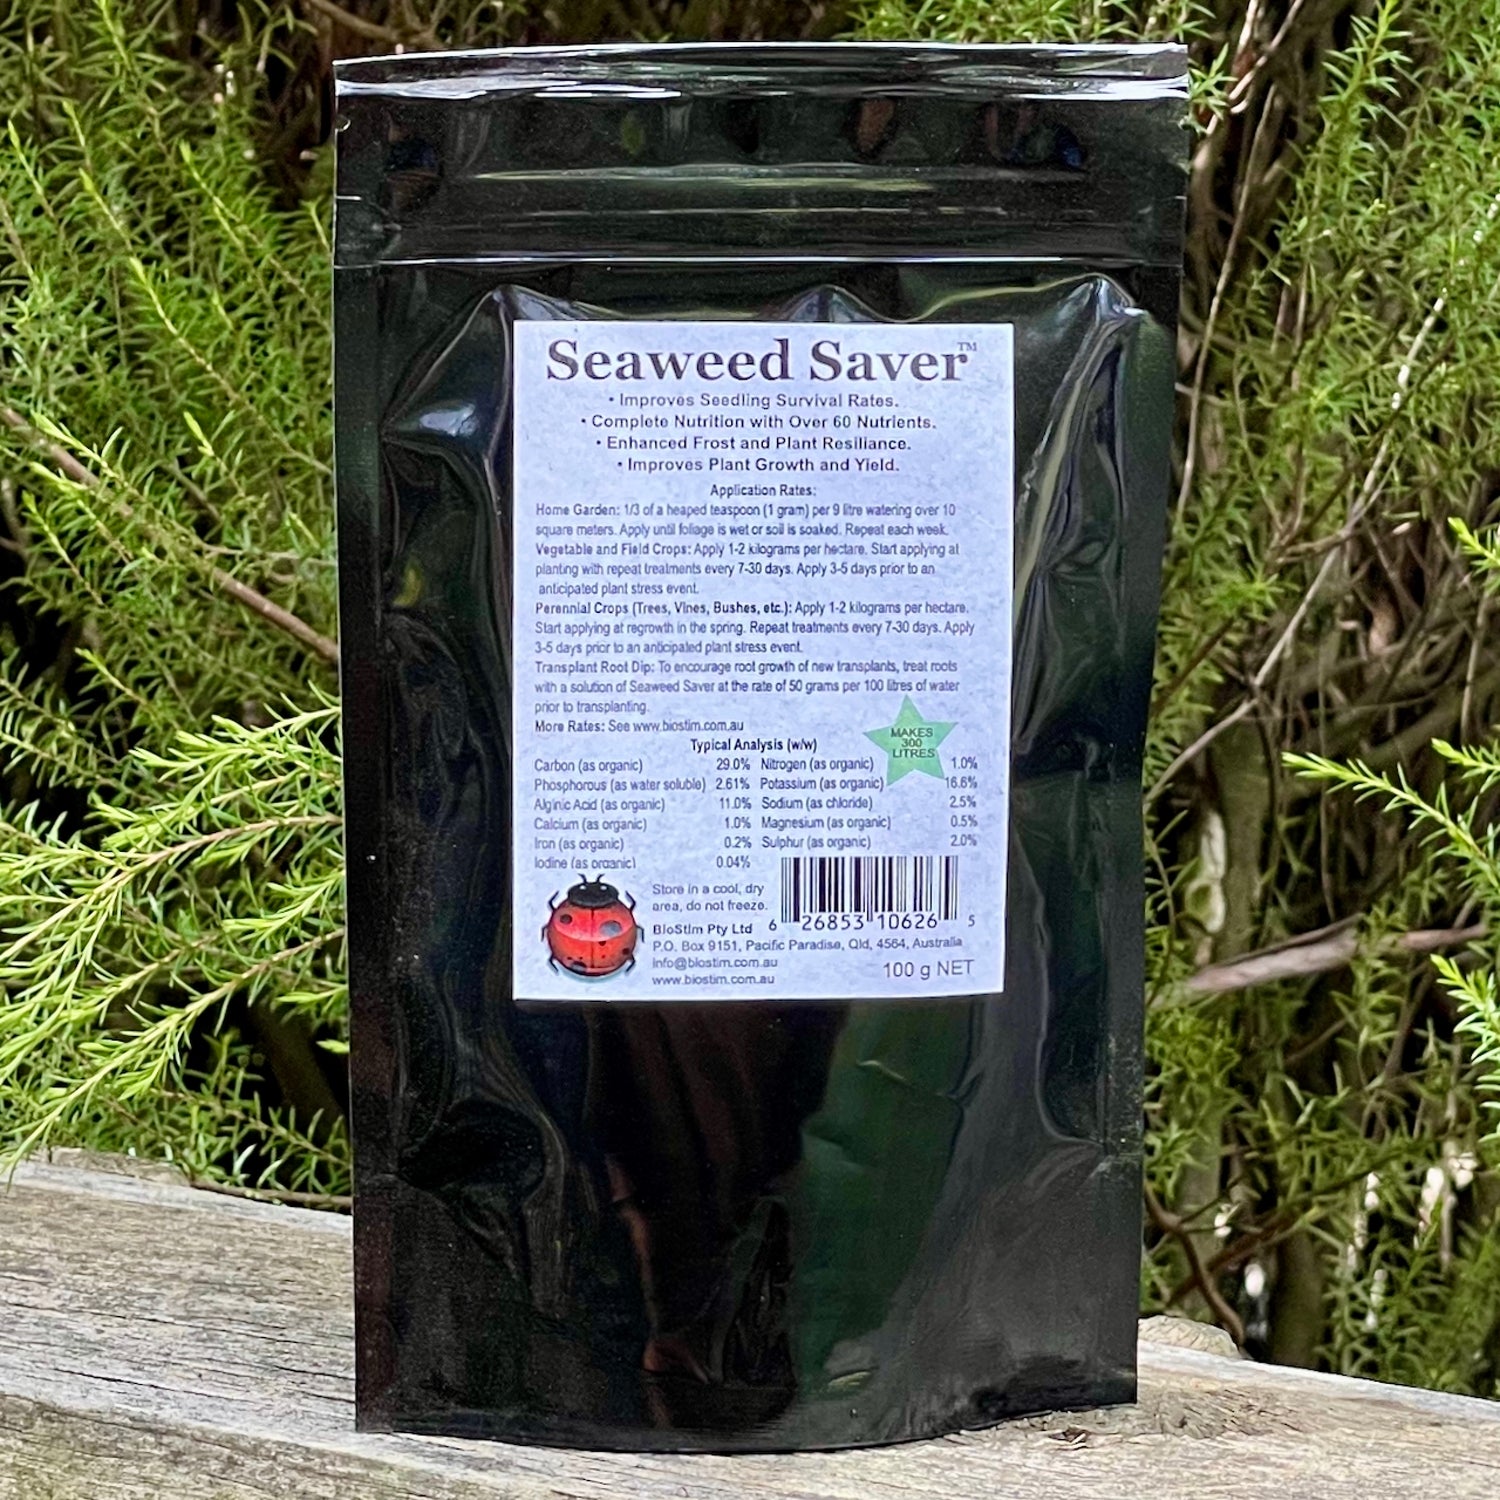 Seaweed Saver™
• Improves Seedling Survival Rates.
• Complete Nutrition with Over 60 Nutrients.
• Enhanced Frost and Plant Resiliance.
• Improves Plant Growth and Yield.
Application Rates:
Home Garden: 1/3 of a heaped teaspoon (1 gram) per 9 litre watering over 10
square meters. Apply until foliage is wet or soil is soaked. Repeat each week.
Vegetable and Field Crops: Apply 1-2 kilograms per hectare. Start applying at
planting with repeat treatments every 7-30 days. Apply 3-5 days prior to an
anticipated plant stress event.
Perennial Crops (Trees, Vines, Bushes, etc.): Apply 1-2 kilograms per hectare.
Start applying at regrowth in the spring. Repeat treatments every 7-30 days. Apply
3-5 days prior to an anticipated plant stress event.
Transplant Root Dip: To encourage root growth of new transplants, treat roots
with a solution of Seaweed Saver at the rate of 50 grams per 100 litres of water
prior to transplanting.
More Rates: See www.biostim.com.au
MAKES
300
LITRES
Typical Analysis (w/w)
Carbon (as organic) 29.0% Nitrogen (as organic) 1.0%
Phosphorous (as water soluble) 2.61% Potassium (as organic) 16.6%
Alginic Acid (as organic) 11.0% Sodium (as chloride) 2.5%
Calcium (as organic) 1.0% Magnesium (as organic) 0.5%
Iron (as organic) 0.2% Sulphur (as organic) 2.0%
Iodine (as organic) 0.04%
Store in a cool, dry
area, do not freeze.
6 26853 10626 5
BioStim Pty Ltd
P.O. Box 9151, Pacific Paradise, Qld, 4564, Australia
info@biostim.com.au
www.biostim.com.au
100 g NET